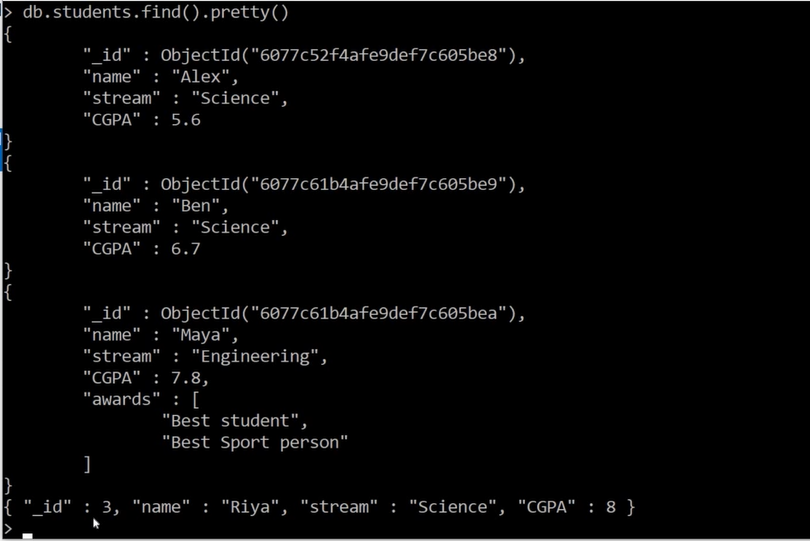 > db.students.find().pretty()
{
        "_id" : ObjectId("6077c52f4afe9def7c605be8"),
        "name" : "Alex",
        "stream" : "Science",
        "CGPA" : 5.6
}
{
        "_id" : ObjectId("6077c61b4afe9def7c605be9"),
        "name" : "Ben",
        "stream" : "Science",
        "CGPA" : 6.7
}
{
        "_id" : ObjectId("6077c61b4afe9def7c605bea"),
        "name" : "Maya",
        "stream" : "Engineering",
        "CGPA" : 7.8,
        "awards" : [
                "Best student",
                "Best Sport person"
        ]
}
{ "_id" : 3, "name" : "Riya", "stream" : "Science", "CGPA" : 8 }
>